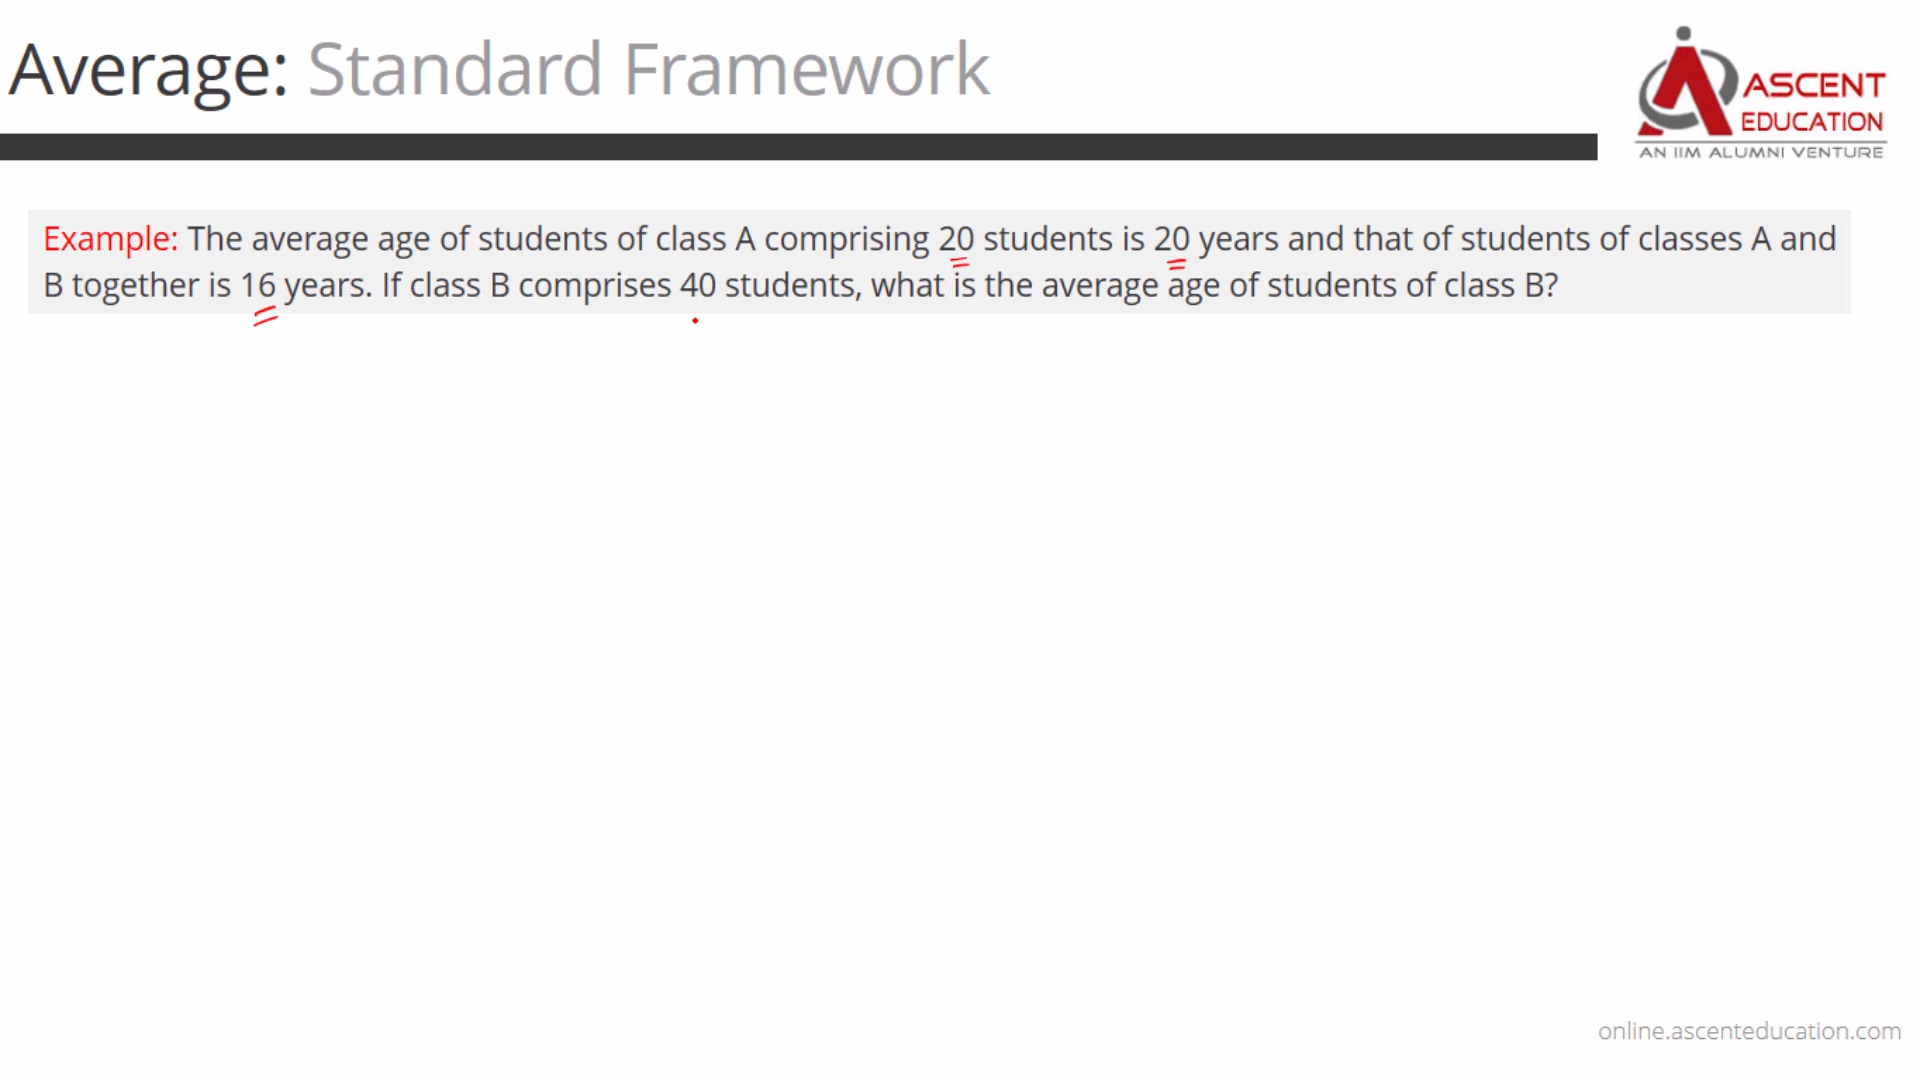 Average: Standard Framework
ASCENT
EDUCATION
AN IIM ALUMNI VENTURE
Example: The average age of students of class A comprising 20 students is 20 years and that of students of classes A and
B together is 16 years. If class B comprises 40 students, what is the average age of students of class B?
online.ascenteducation.com